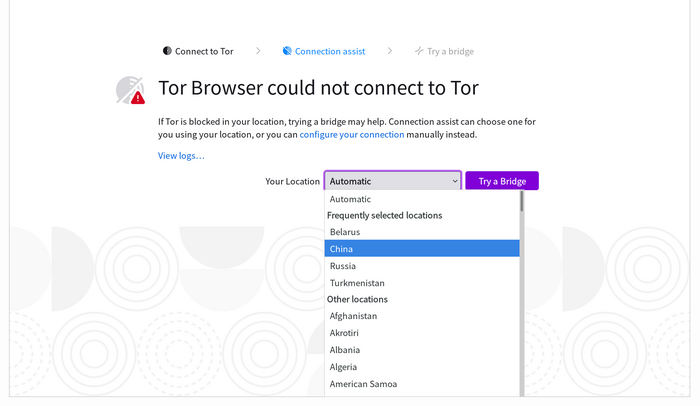 Connect to Tor
Connection assist
Try a bridge
Tor Browser could not connect to Tor
If Tor is blocked in your location, trying a bridge may help. Connection assist can choose one for
you using your location, or you can configure your connection manually instead.
View logs…
Your Location
Automatic
Try a Bridge
Automatic
Frequently selected locations
Belarus
China
Russia
Turkmenistan
Other locations
Afghanistan
Akrotiri
Albania
Algeria
American Samoa